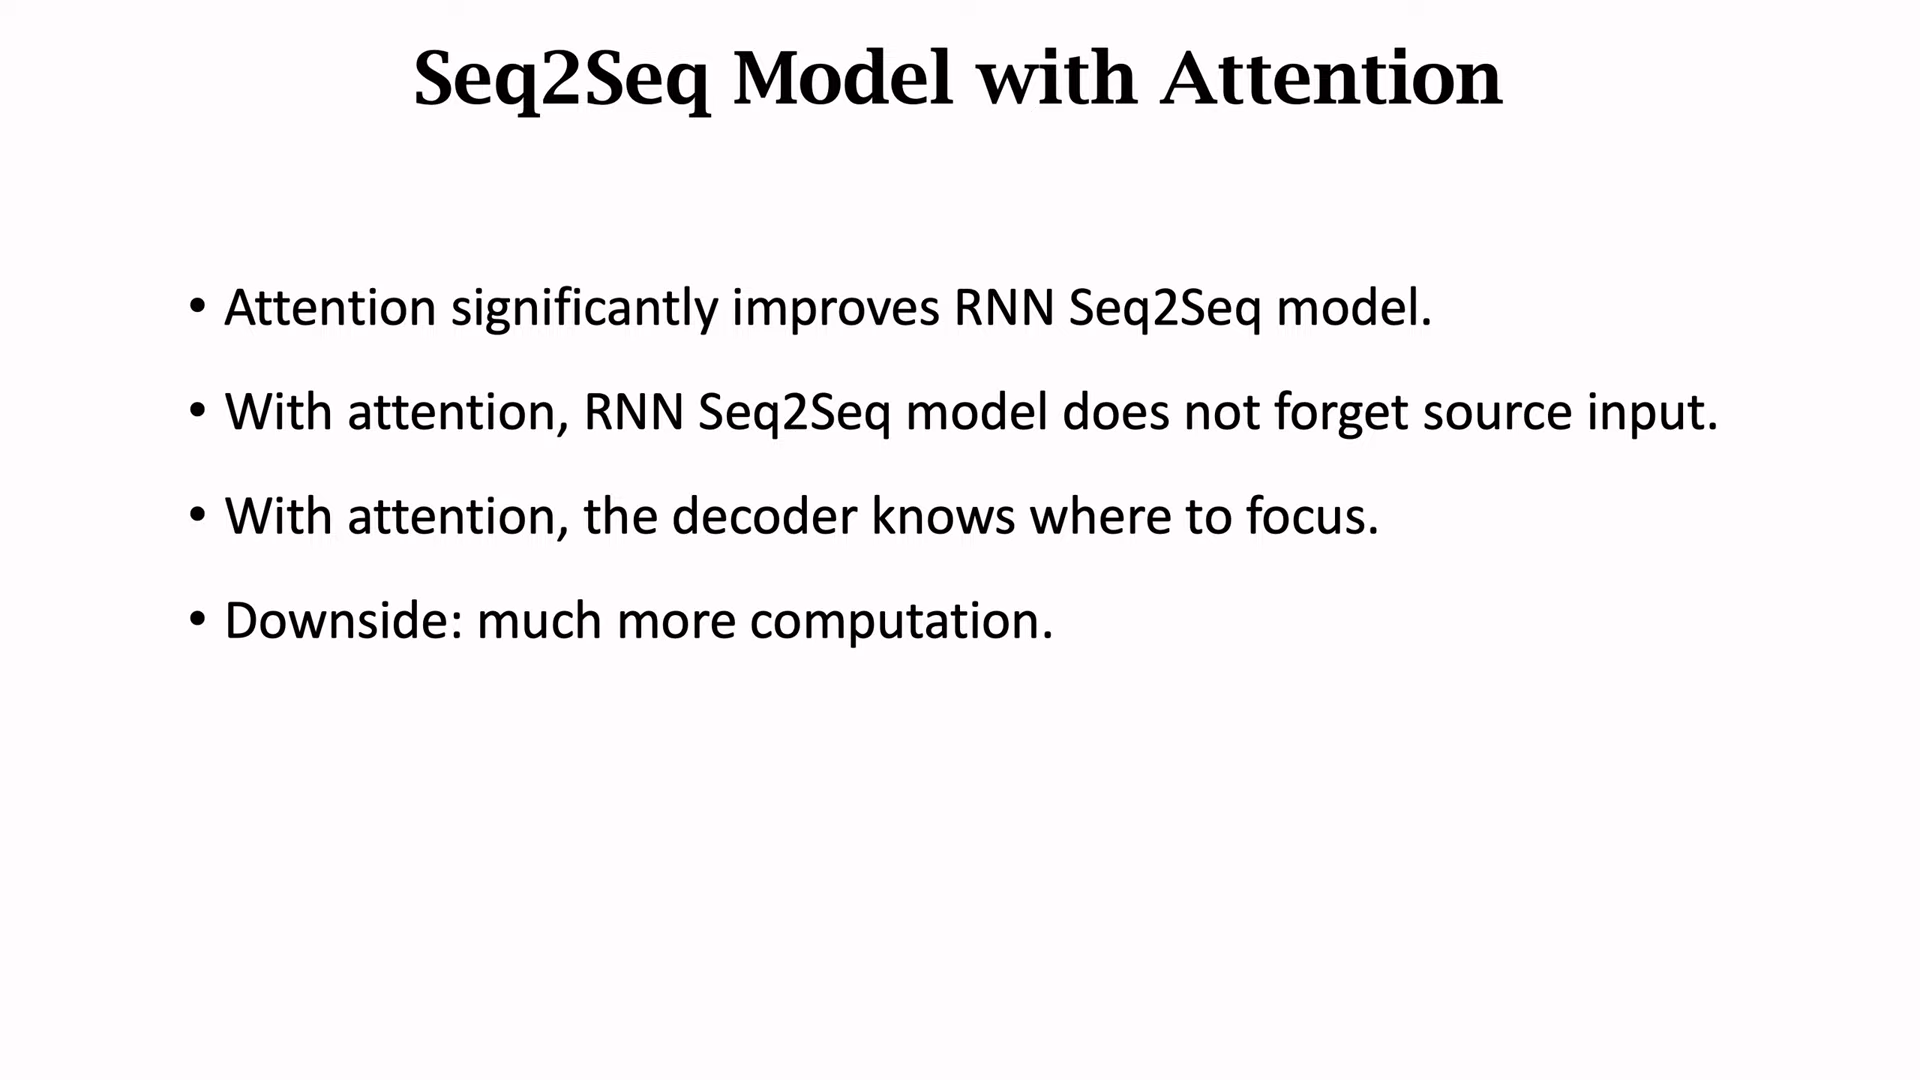 Seq2Seq Model with Attention
• Attention significantly improves RNN Seq2Seq model.
• With attention, RNN Seq2Seq model does not forget source input.
• With attention, the decoder knows where to focus.
• Downside: much more computation.